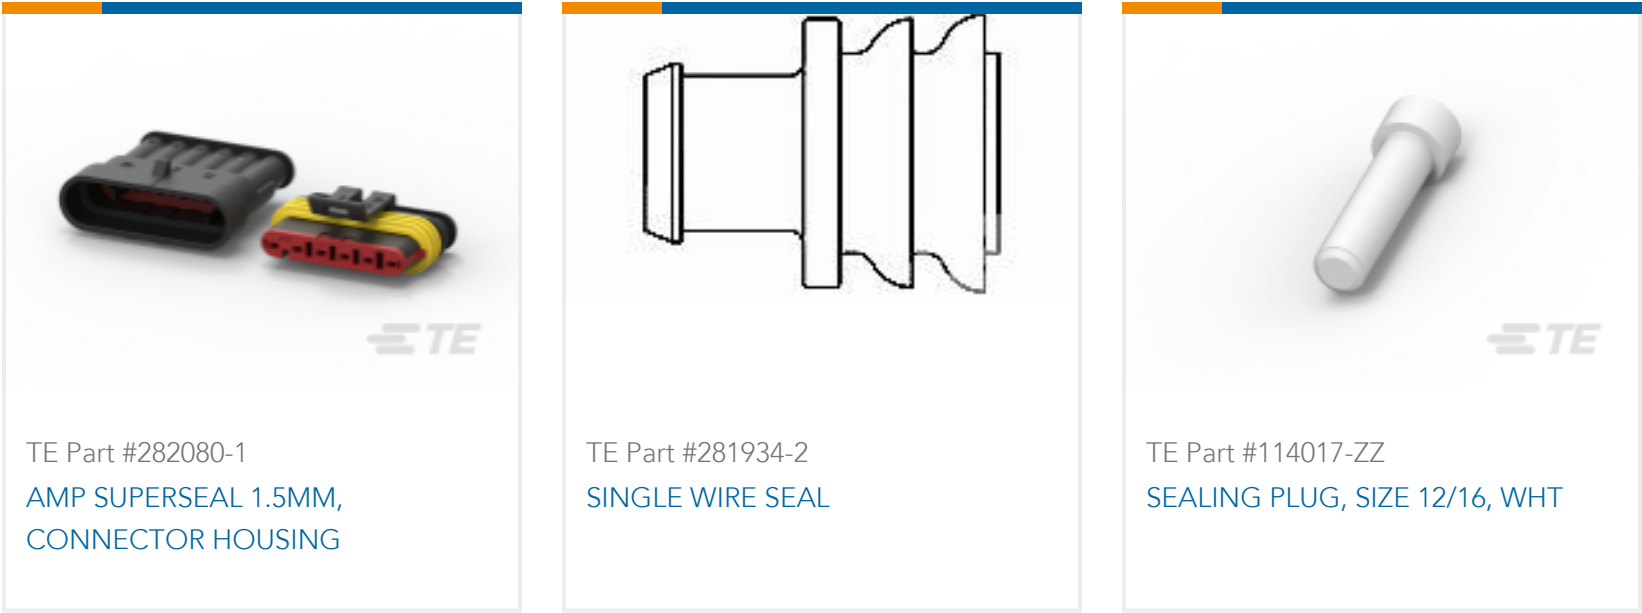 TE
TE Part #282080-1
AMP SUPERSEAL 1.5MM,
CONNECTOR HOUSING
TE Part #281934-2
SINGLE WIRE SEAL
TE
TE Part #114017-ZZ
SEALING PLUG, SIZE 12/16, WHT